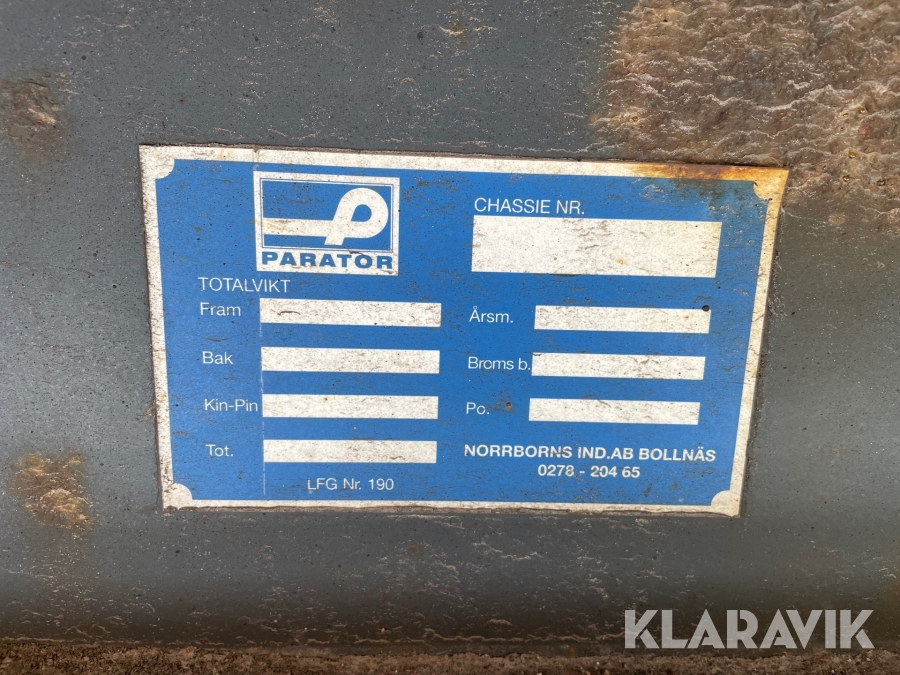 P
PARATOR
CHASSIE NR.
TOTALVIKT
Fram
Årsm.
Bak
Broms b.
Kin-Pin
Po.
Tot.
NORRBORNS IND.AB BOLLNÄS
0278 - 204 65
LFG Nr. 190
KLARAVIK